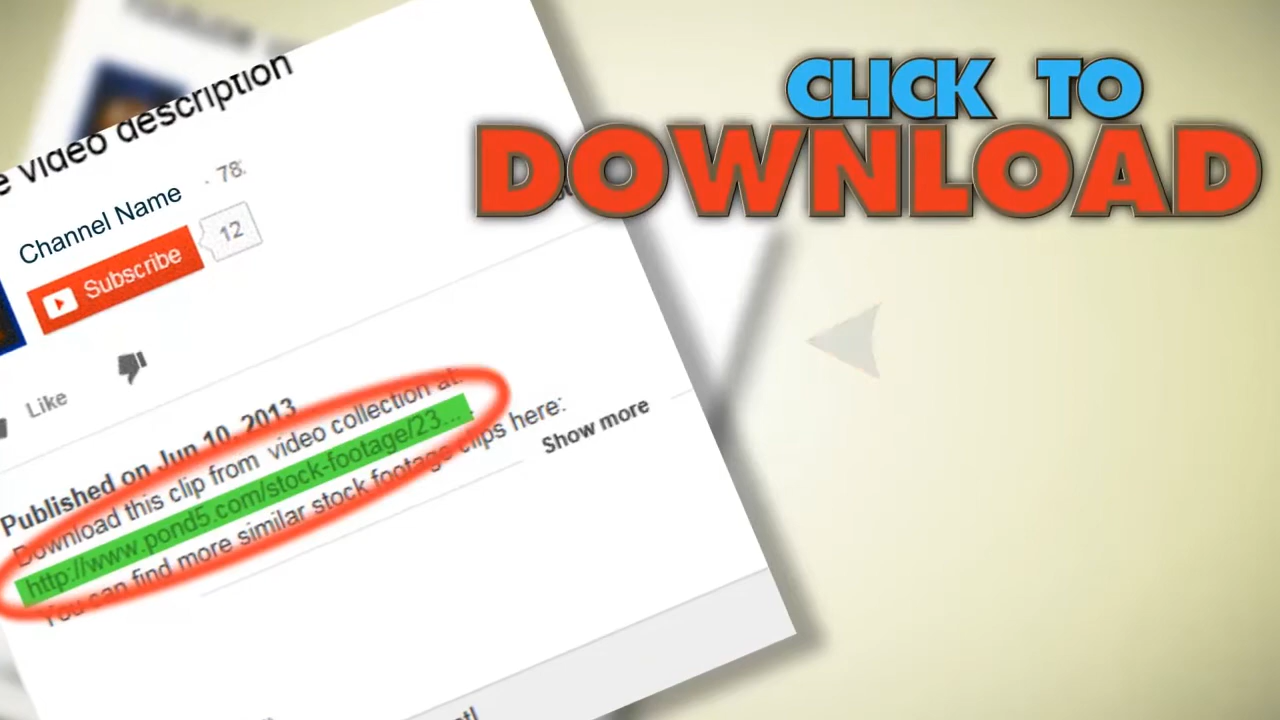 CLICK TO
DOWNLOAD
video description
Channel Name
Subscribe
12
Like
Published on Jun 10, 2013
Download this clip from video collection at:
http://www.pond5.com/stock-footage/23...
You can find more similar stock footage clips here:
Show more